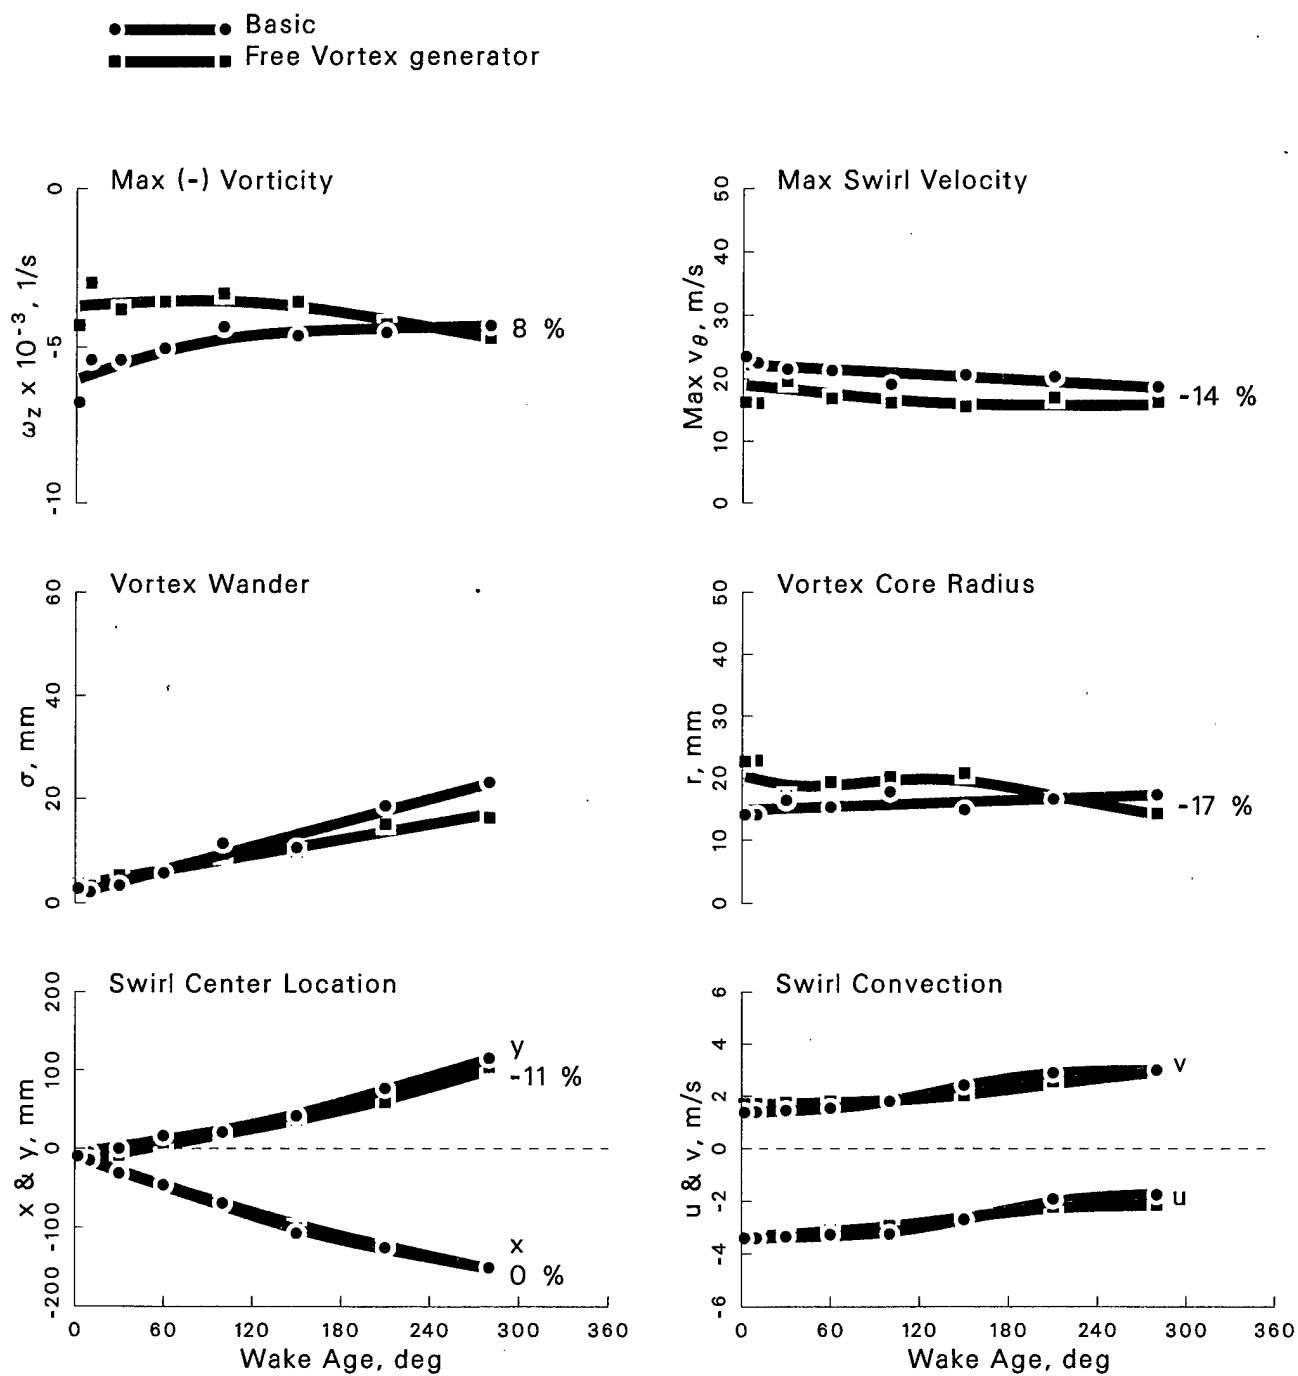 Basic
Free Vortex generator
Max (-) Vorticity
0
-5
-10
ω_z x 10⁻³, 1/s
8 %
Max Swirl Velocity
50
40
30
20
10
0
Max v_θ, m/s
-14 %
Vortex Wander
60
40
20
0
σ, mm
Vortex Core Radius
50
40
30
20
10
0
r, mm
-17 %
Swirl Center Location
200
100
0
-100
-200
x & y, mm
y
-11 %
x
0 %
0 60 120 180 240 300 360
Wake Age, deg
Swirl Convection
6
4
2
0
-2
-4
-6
u & v, m/s
v
u
0 60 120 180 240 300 360
Wake Age, deg